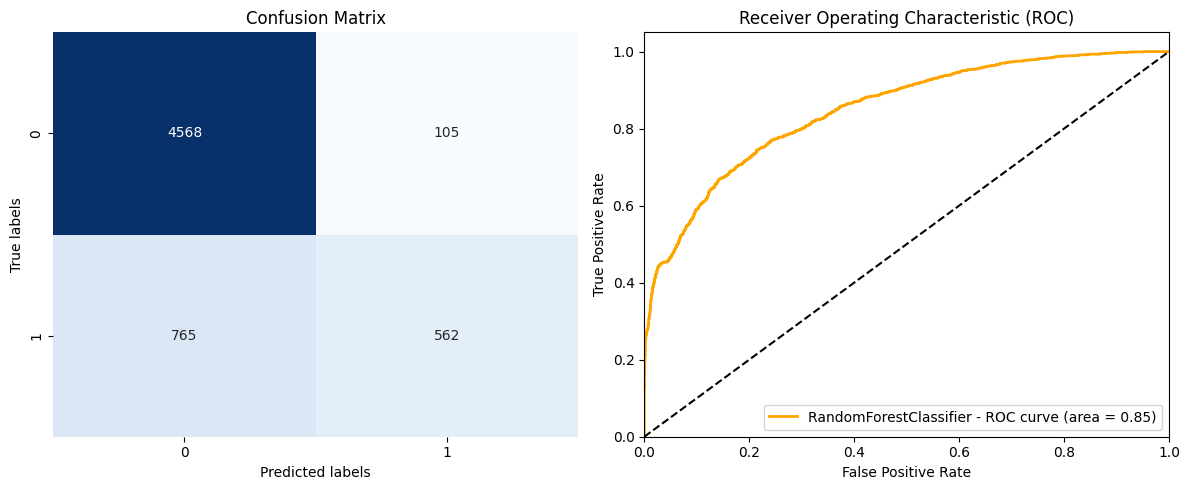 Confusion Matrix
True labels
0
1
4568
105
765
562
0
1
Predicted labels
Receiver Operating Characteristic (ROC)
True Positive Rate
1.0
0.8
0.6
0.4
0.2
0.0
RandomForestClassifier - ROC curve (area = 0.85)
0.0
0.2
0.4
0.6
0.8
1.0
False Positive Rate